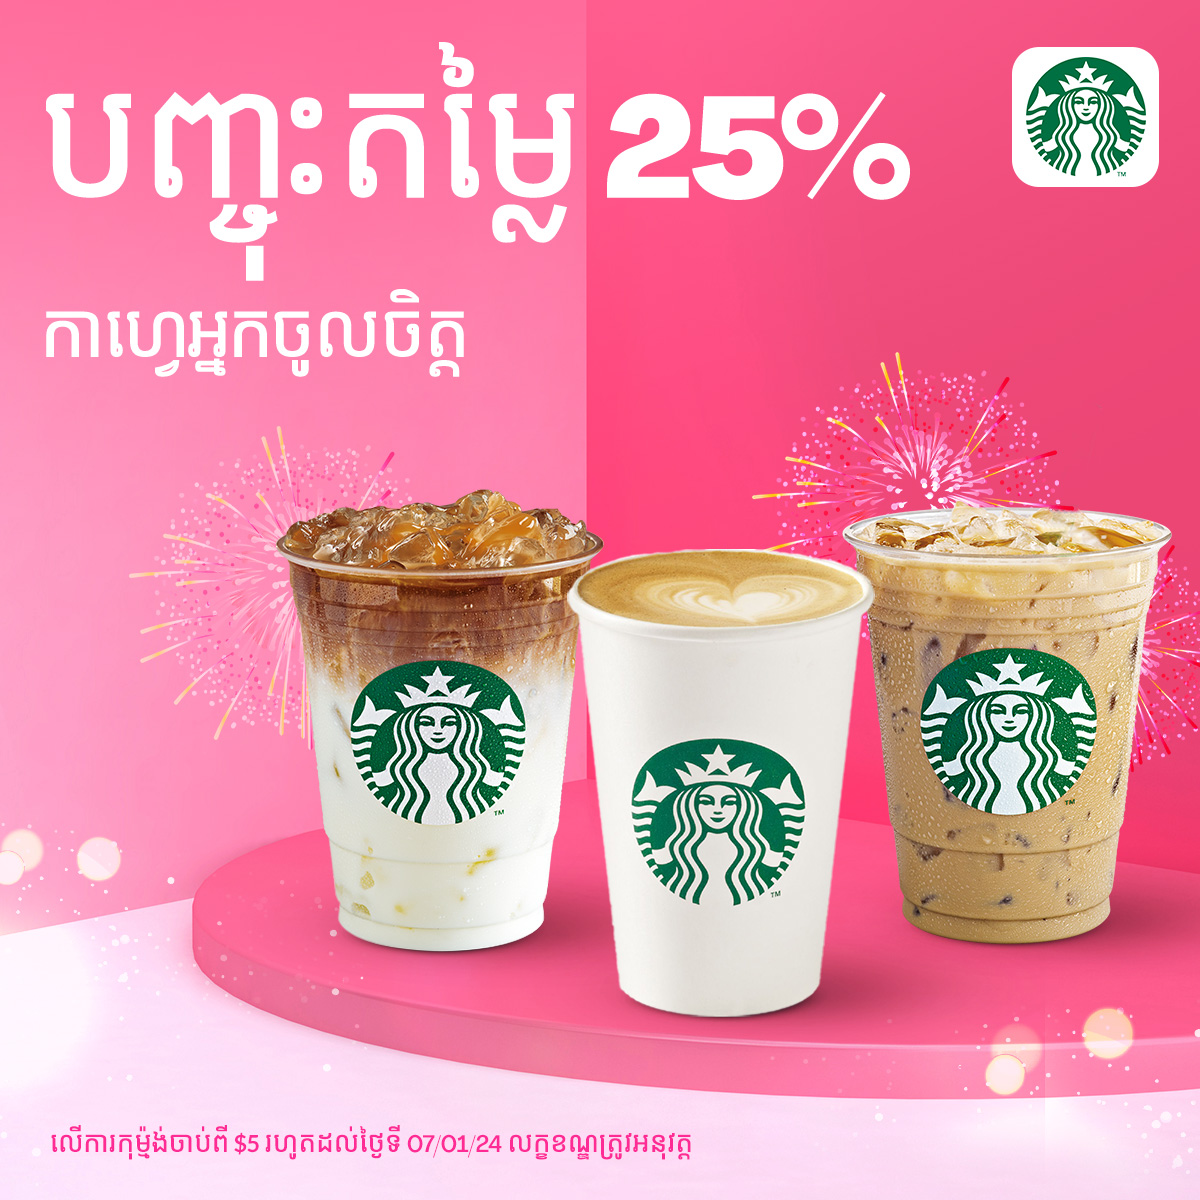 បញ្ចុះតម្លៃ 25%
កាហ្វេអ្នកចូលចិត្ត
លើការកុម្ម៉ង់ចាប់ពី $5 រហូតដល់ថ្ងៃទី 07/01/24 លក្ខខណ្ឌត្រូវអនុវត្ត